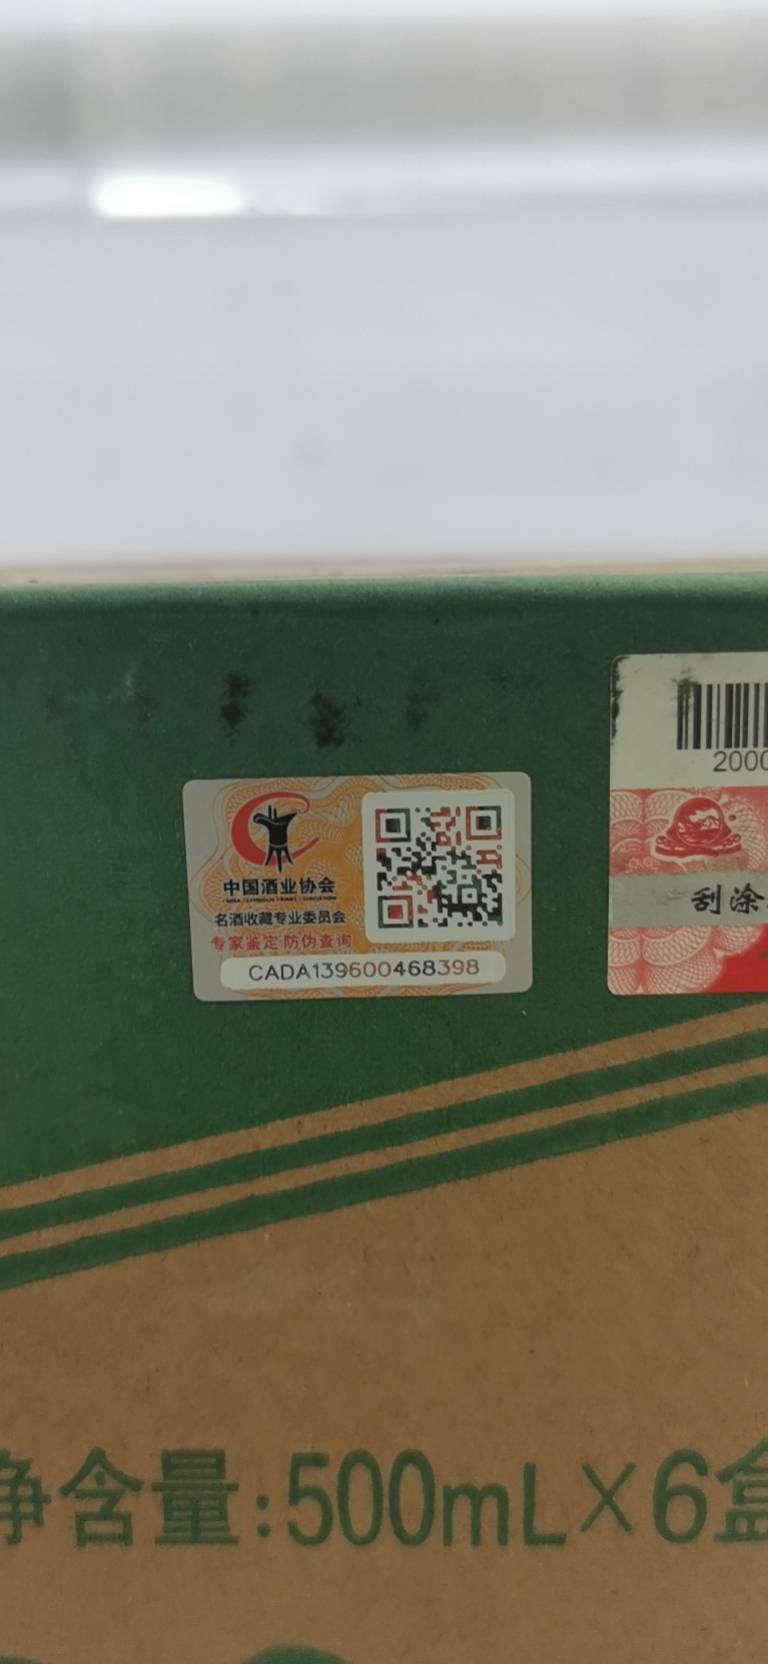 2000
中国酒业协会
名酒收藏专业委员会
专家鉴定 防伪查询
CADA139600468398
刮涂
净含量:500mL×6盒